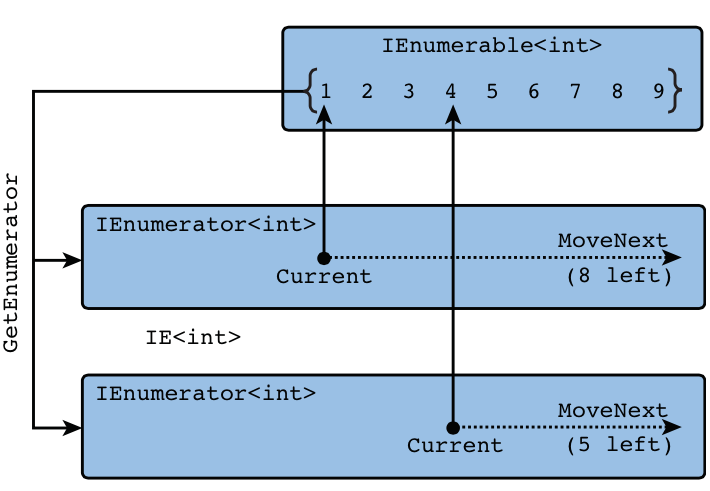 IEnumerable<int>
{1 2 3 4 5 6 7 8 9}
GetEnumerator
IEnumerator<int>
MoveNext
Current
(8 left)
IE<int>
IEnumerator<int>
MoveNext
Current
(5 left)